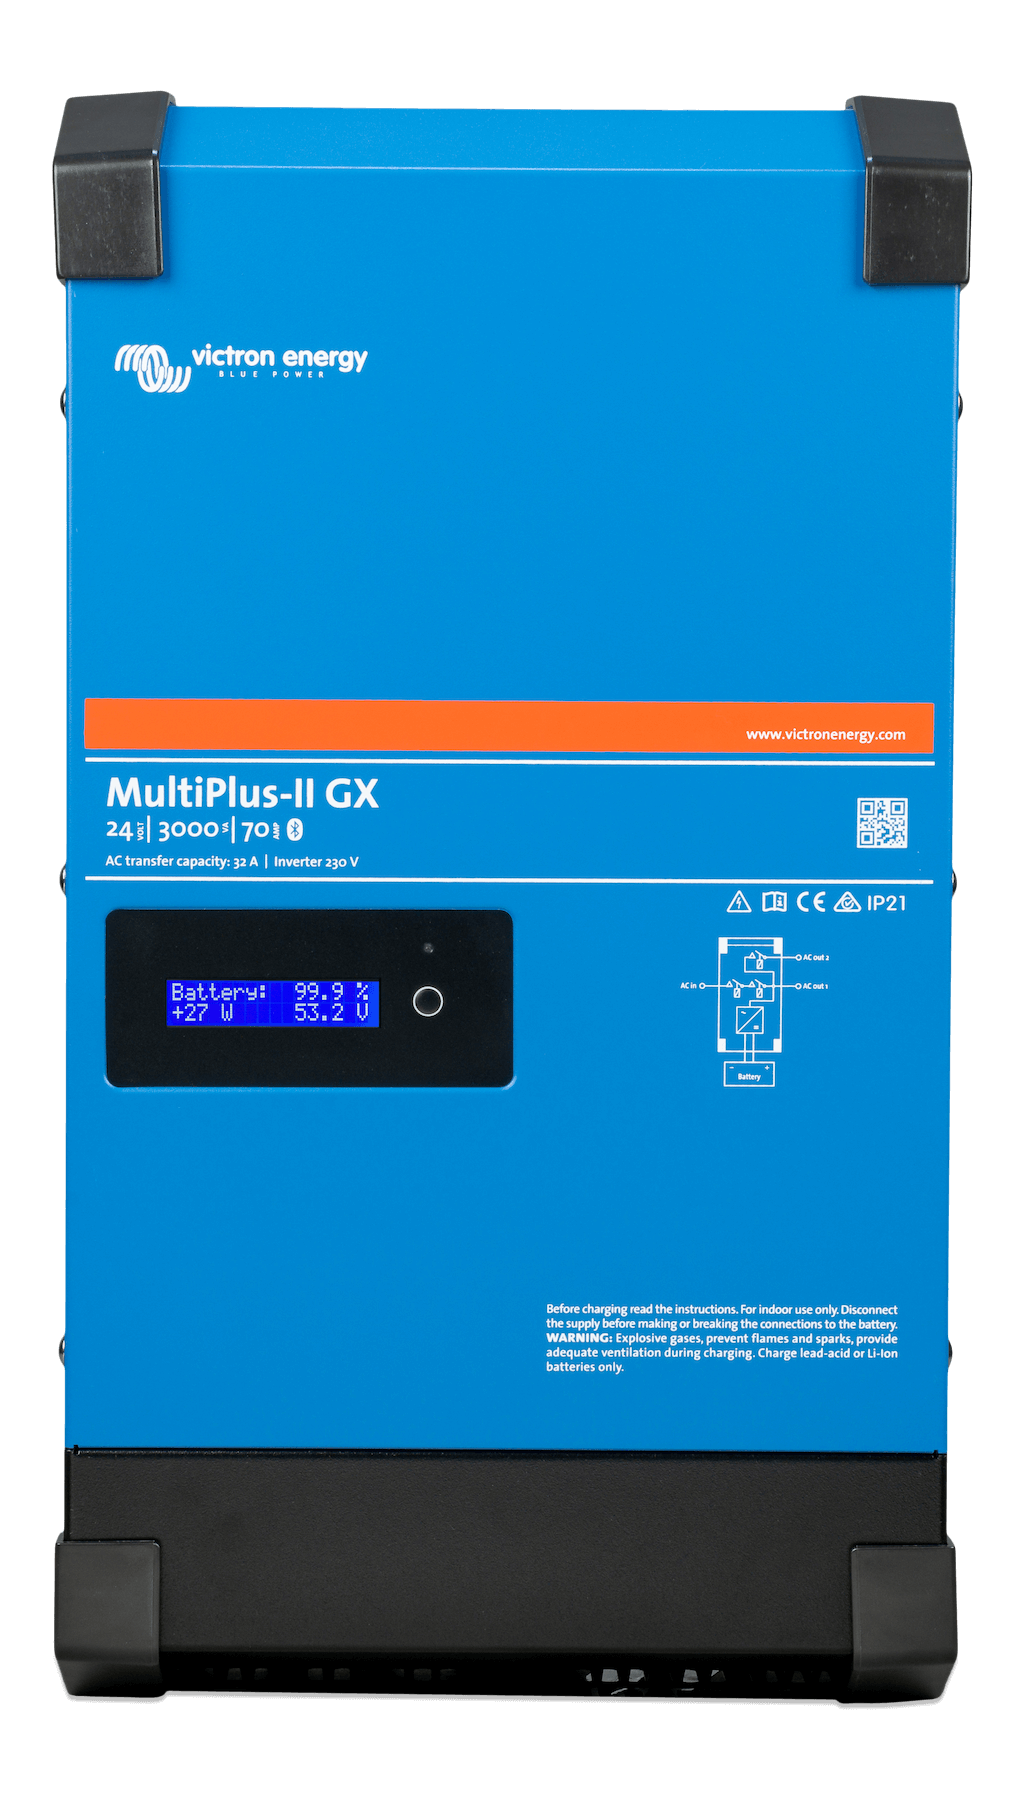 victron energy
BLUE POWER
www.victronenergy.com
MultiPlus-II GX
24 VOLT | 3000 VA | 70 AMP
AC transfer capacity: 32 A | Inverter 230 V
CE IP21
Battery: 99.9 %
+27 W 53.2 V
AC out 2
AC in AC out 1
- +
Battery
Before charging read the instructions. For indoor use only. Disconnect
the supply before making or breaking the connections to the battery.
WARNING: Explosive gases, prevent flames and sparks, provide
adequate ventilation during charging. Charge lead-acid or Li-Ion
batteries only.